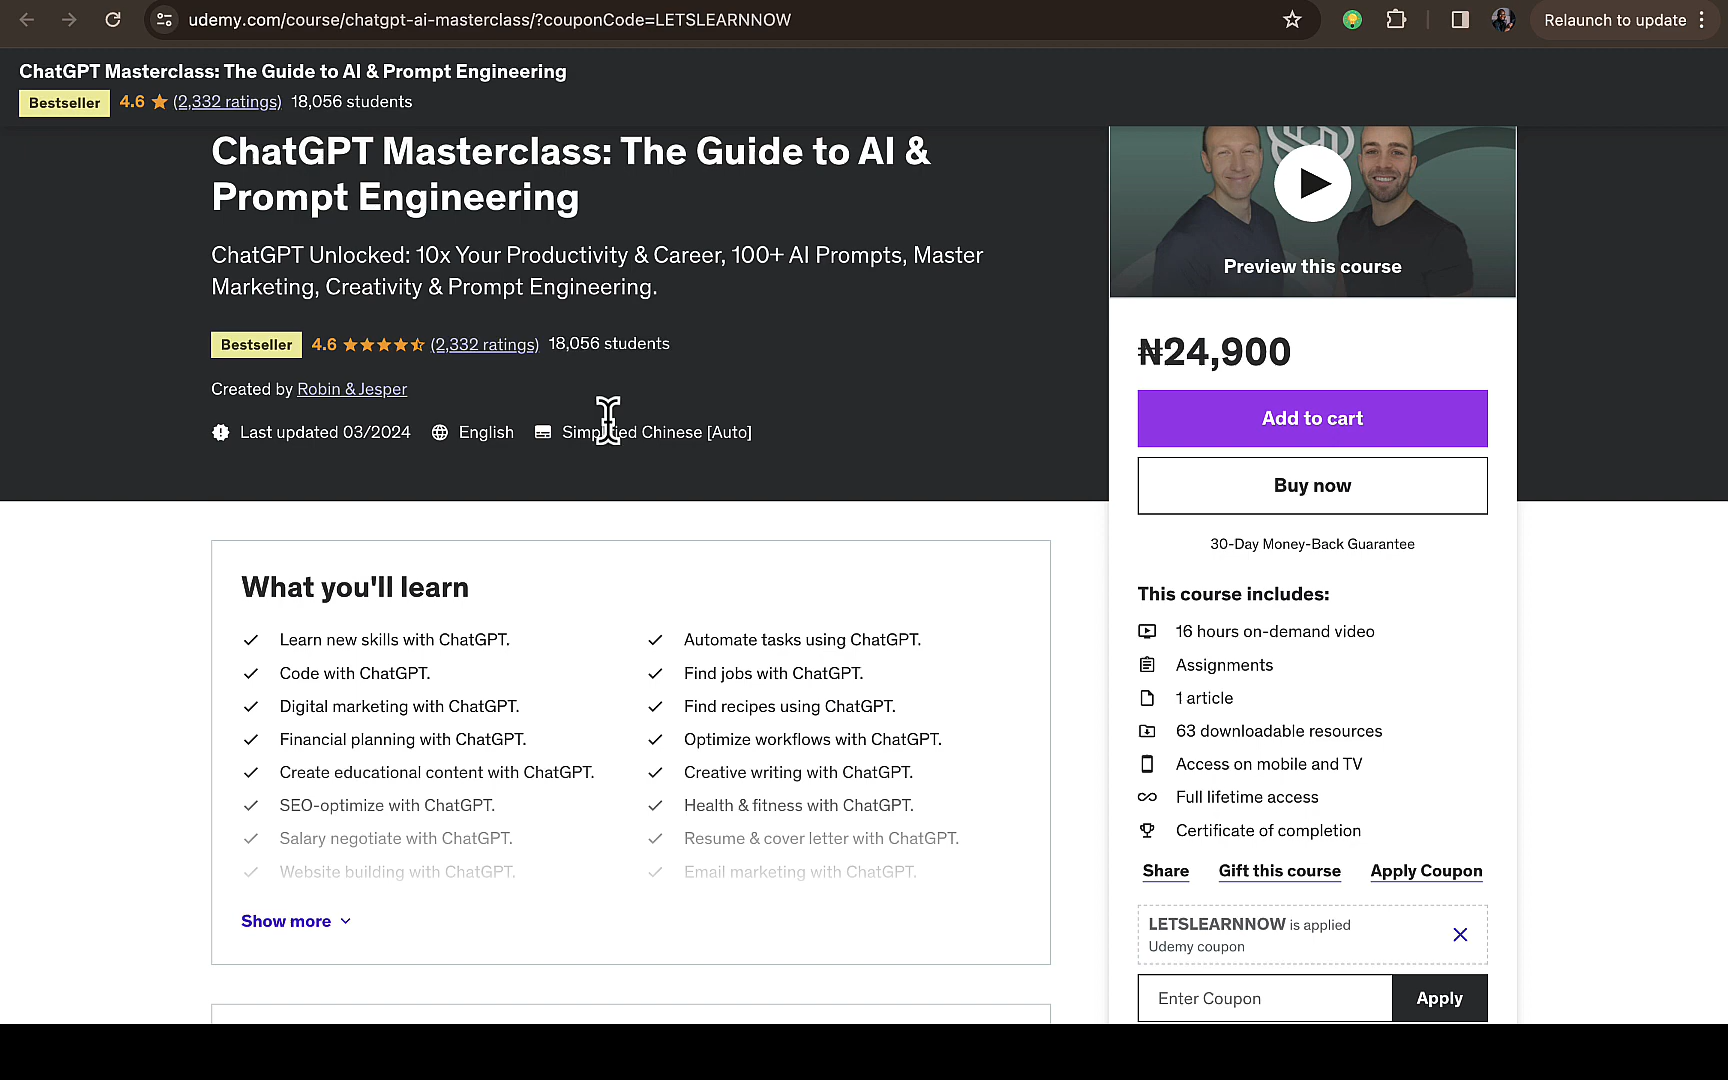 udemy.com/course/chatgpt-ai-masterclass/?couponCode=LETSLEARNNOW
Relaunch to update
ChatGPT Masterclass: The Guide to AI & Prompt Engineering
Bestseller 4.6 (2,332 ratings) 18,056 students
ChatGPT Masterclass: The Guide to AI &
Prompt Engineering
ChatGPT Unlocked: 10x Your Productivity & Career, 100+ AI Prompts, Master
Marketing, Creativity & Prompt Engineering.
Bestseller 4.6 (2,332 ratings) 18,056 students
Created by Robin & Jesper
Last updated 03/2024 English Simplified Chinese [Auto]
What you'll learn
Learn new skills with ChatGPT.
Code with ChatGPT.
Digital marketing with ChatGPT.
Financial planning with ChatGPT.
Create educational content with ChatGPT.
SEO-optimize with ChatGPT.
Salary negotiate with ChatGPT.
Website building with ChatGPT.
Automate tasks using ChatGPT.
Find jobs with ChatGPT.
Find recipes using ChatGPT.
Optimize workflows with ChatGPT.
Creative writing with ChatGPT.
Health & fitness with ChatGPT.
Resume & cover letter with ChatGPT.
Email marketing with ChatGPT.
Show more
Preview this course
₦24,900
Add to cart
Buy now
30-Day Money-Back Guarantee
This course includes:
16 hours on-demand video
Assignments
1 article
63 downloadable resources
Access on mobile and TV
Full lifetime access
Certificate of completion
Share Gift this course Apply Coupon
LETSLEARNNOW is applied
Udemy coupon
Enter Coupon Apply